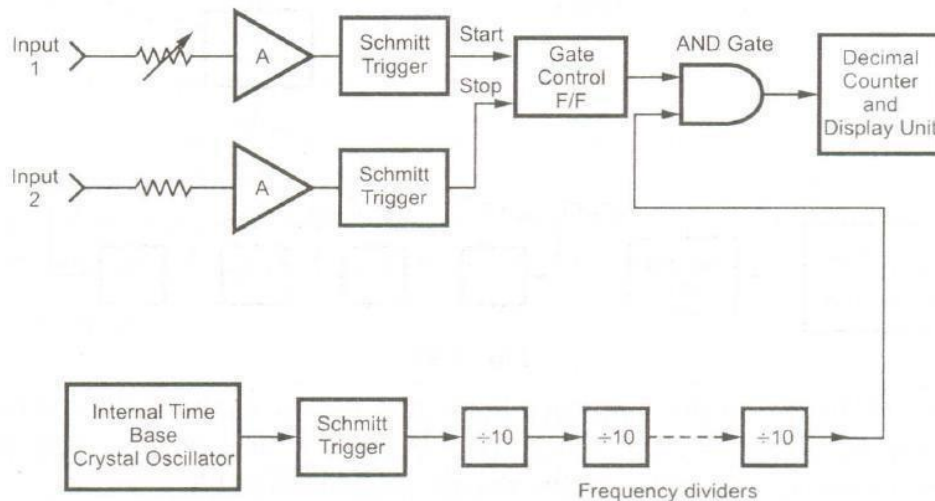 Input
1
A
Schmitt
Trigger
Start
Stop
Gate
Control
F/F
AND Gate
Decimal
Counter
and
Display Unit
Input
2
A
Schmitt
Trigger
Internal Time
Base
Crystal Oscillator
Schmitt
Trigger
÷10
÷10
÷10
Frequency dividers